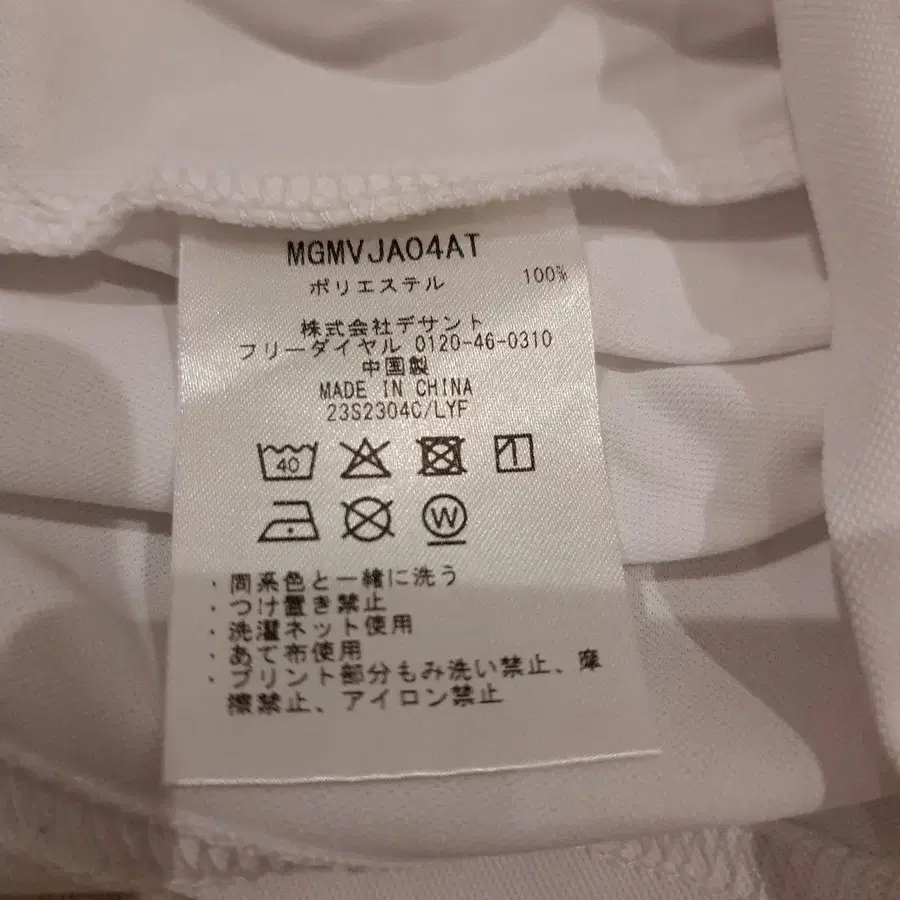 MGMVJA04AT
ポリエステル 100%
株式会社デサント
フリーダイヤル 0120-46-0310
中国製
MADE IN CHINA
23S2304C/LYF
40
W
・同系色と一緒に洗う
・つけ置き禁止
・洗濯ネット使用
・あて布使用
・プリント部分もみ洗い禁止、摩
擦禁止、アイロン禁止